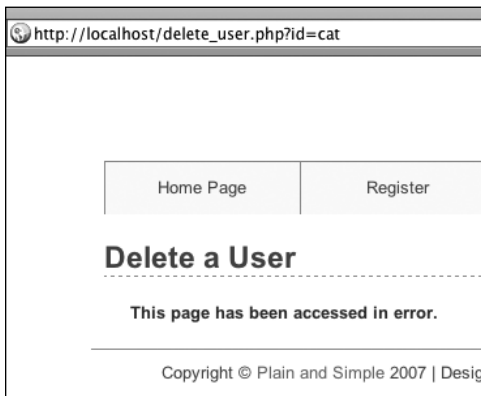 http://localhost/delete_user.php?id=cat
Home Page
Register
Delete a User
This page has been accessed in error.
Copyright © Plain and Simple 2007 | Desig